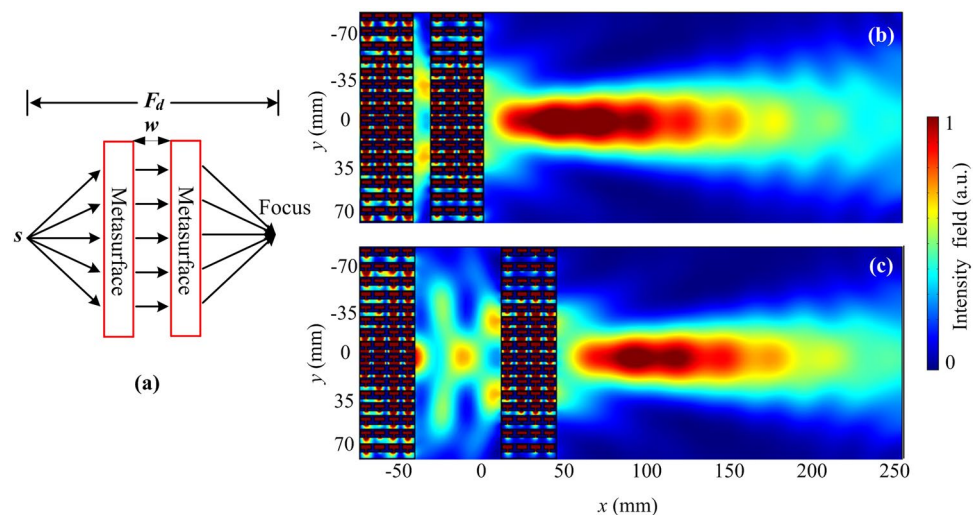 F_d
w
s
Metasurface
Metasurface
Focus
(a)
-70
-35
0
35
70
y (mm)
(b)
-70
-35
0
35
70
y (mm)
(c)
-50
0
50
100
150
200
250
x (mm)
1
0
Intensity field (a.u.)